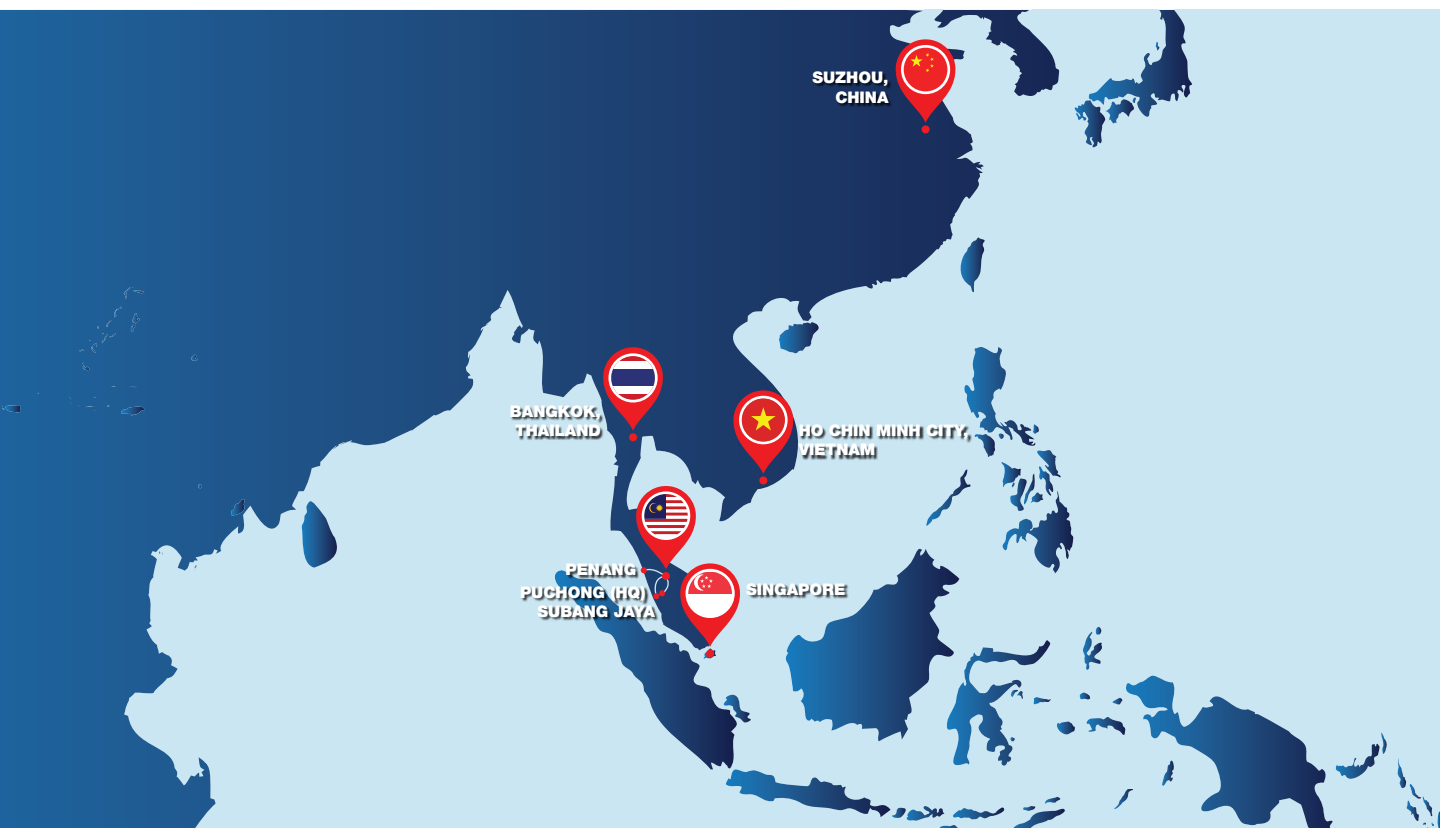 SUZHOU,
CHINA
BANGKOK,
THAILAND
HO CHIN MINH CITY,
VIETNAM
PENANG
PUCHONG (HQ)
SUBANG JAYA
SINGAPORE